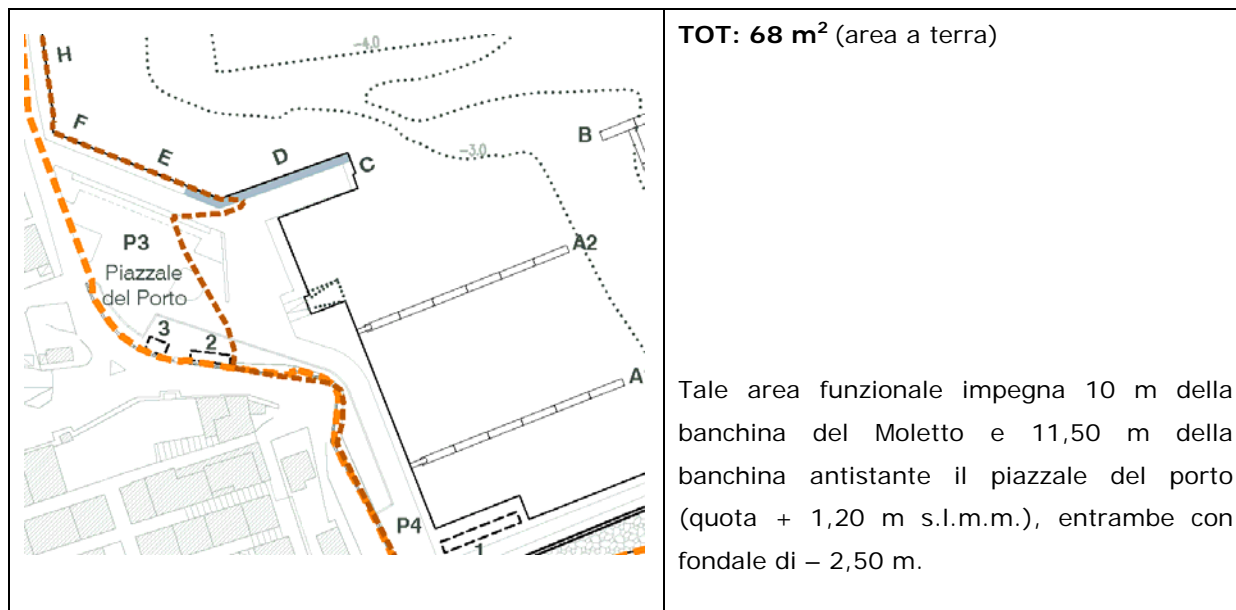 H
-4.0
F
B
E
D
C
-3.0
A2
P3
Piazzale
del Porto
3
2
A
P4
1
TOT: 68 m² (area a terra)
Tale area funzionale impegna 10 m della
banchina del Moletto e 11,50 m della
banchina antistante il piazzale del porto
(quota + 1,20 m s.l.m.m.), entrambe con
fondale di – 2,50 m.